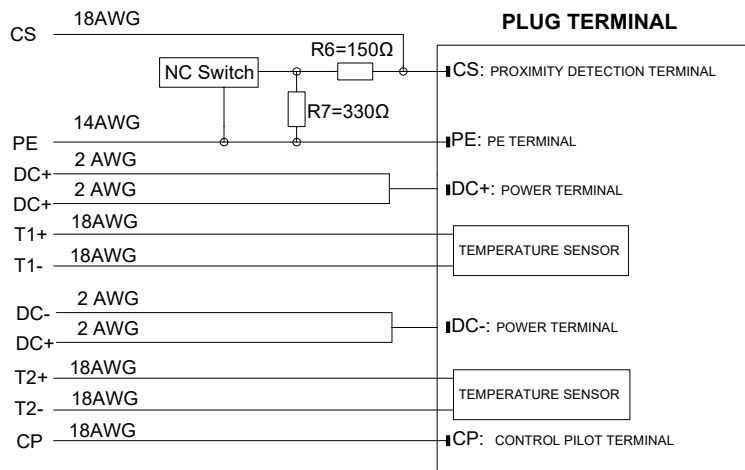 18AWG
PLUG TERMINAL
CS
R6=150Ω
NC Switch
CS: PROXIMITY DETECTION TERMINAL
R7=330Ω
14AWG
PE
PE: PE TERMINAL
2 AWG
DC+
2 AWG
DC+: POWER TERMINAL
DC+
18AWG
T1+
TEMPERATURE SENSOR
18AWG
T1-
2 AWG
DC-
2 AWG
DC-: POWER TERMINAL
DC+
18AWG
T2+
TEMPERATURE SENSOR
18AWG
T2-
18AWG
CP
CP: CONTROL PILOT TERMINAL